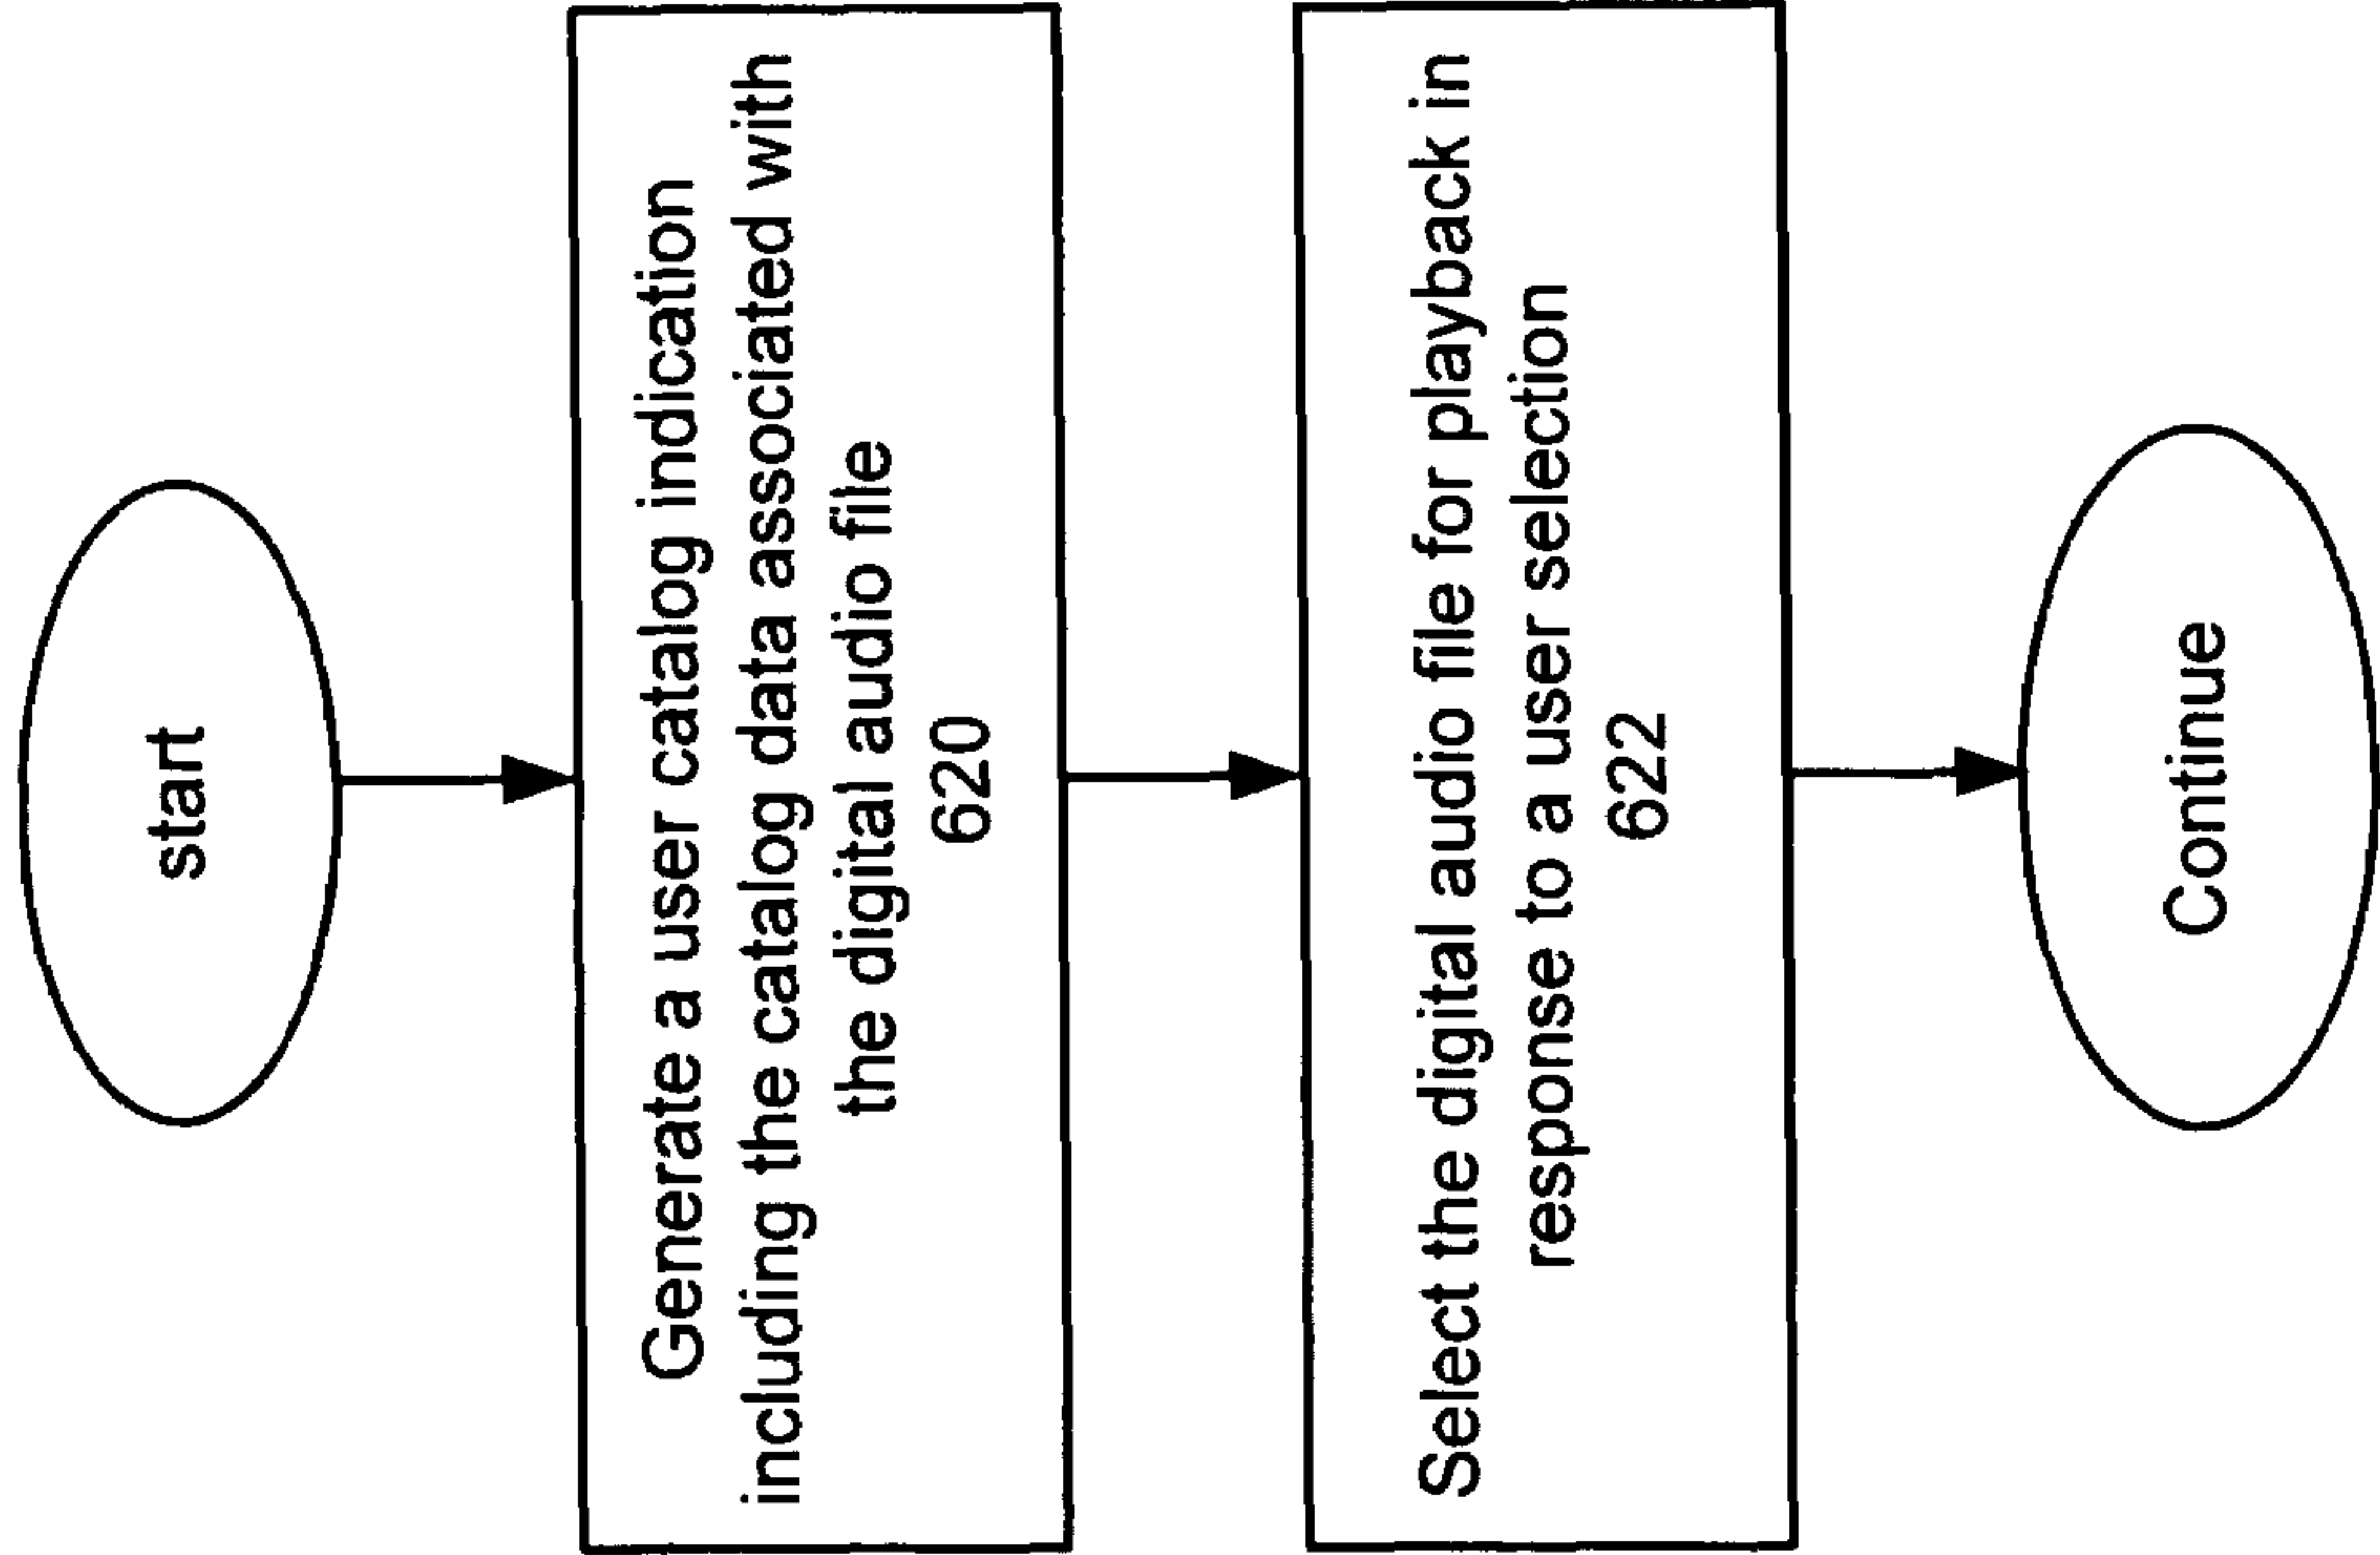 start
Generate a user catalog indication
including the catalog data associated with
the digital audio file
620
Select the digital audio file for playback in
response to a user selection
622
Continue